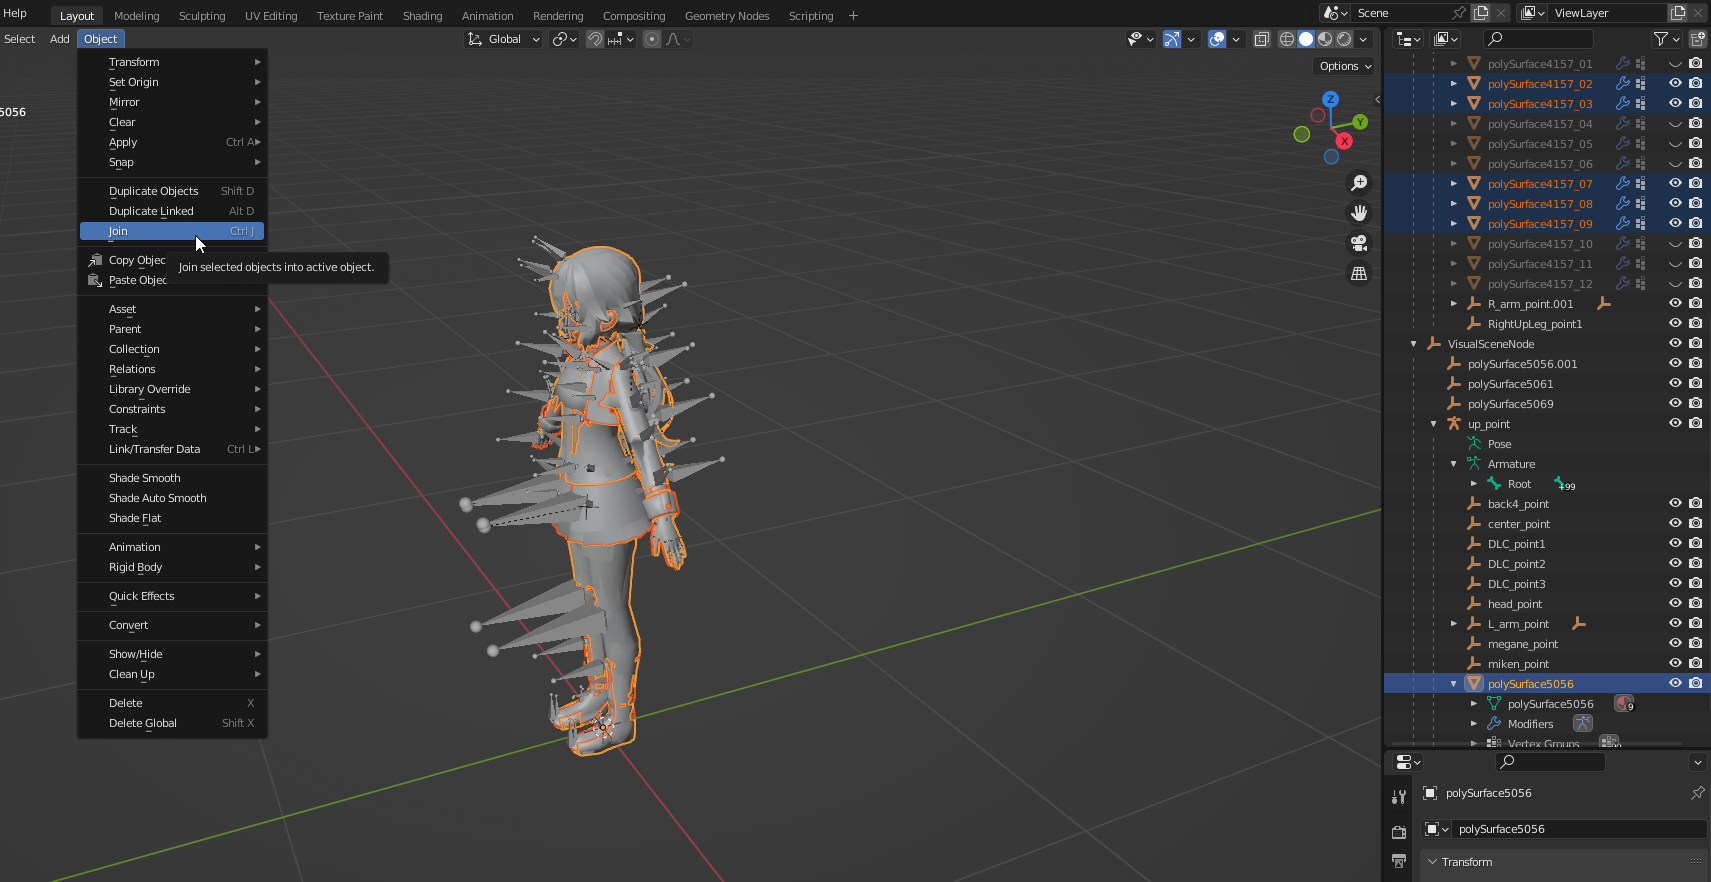 Help
Layout
Modeling
Sculpting
UV Editing
Texture Paint
Shading
Animation
Rendering
Compositing
Geometry Nodes
Scripting
+
Scene
ViewLayer
Select
Add
Object
Global
Options
5056
Transform
Set Origin
Mirror
Clear
Apply Ctrl A
Snap
Duplicate Objects Shift D
Duplicate Linked Alt D
Join Ctrl J
Copy Objec
Paste Objec
Join selected objects into active object.
Asset
Parent
Collection
Relations
Library Override
Constraints
Track
Link/Transfer Data Ctrl L
Shade Smooth
Shade Auto Smooth
Shade Flat
Animation
Rigid Body
Quick Effects
Convert
Show/Hide
Clean Up
Delete X
Delete Global Shift X
Z
Y
X
polySurface4157_01
polySurface4157_02
polySurface4157_03
polySurface4157_04
polySurface4157_05
polySurface4157_06
polySurface4157_07
polySurface4157_08
polySurface4157_09
polySurface4157_10
polySurface4157_11
polySurface4157_12
R_arm_point.001
RightUpLeg_point1
VisualSceneNode
polySurface5056.001
polySurface5061
polySurface5069
up_point
Pose
Armature
Root +99
back4_point
center_point
DLC_point1
DLC_point2
DLC_point3
head_point
L_arm_point
megane_point
miken_point
polySurface5056
polySurface5056 9
Modifiers
Vertex Groups
polySurface5056
polySurface5056
Transform